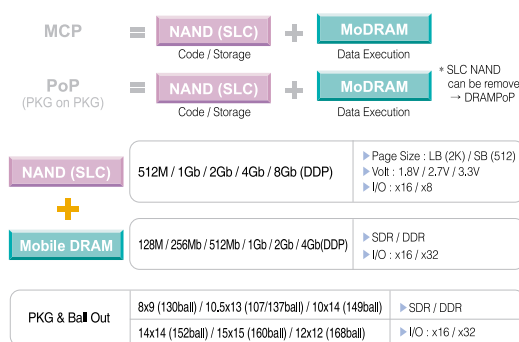 MCP = NAND (SLC) + MoDRAM
Code / Storage Data Execution
PoP
(PKG on PKG)
= NAND (SLC) + MoDRAM
Code / Storage Data Execution
* SLC NAND
can be remove
→ DRAMPoP
NAND (SLC)
512M / 1Gb / 2Gb / 4Gb / 8Gb (DDP)
Page Size : LB (2K) / SB (512)
Volt : 1.8V / 2.7V / 3.3V
I/O : x16 / x8
+
Mobile DRAM
128M / 256Mb / 512Mb / 1Gb / 2Gb / 4Gb(DDP)
SDR / DDR
I/O : x16 / x32
PKG & Ball Out
8x9 (130ball) / 10.5x13 (107/137ball) / 10x14 (149ball)
SDR / DDR
14x14 (152ball) / 15x15 (160ball) / 12x12 (168ball)
I/O : x16 / x32